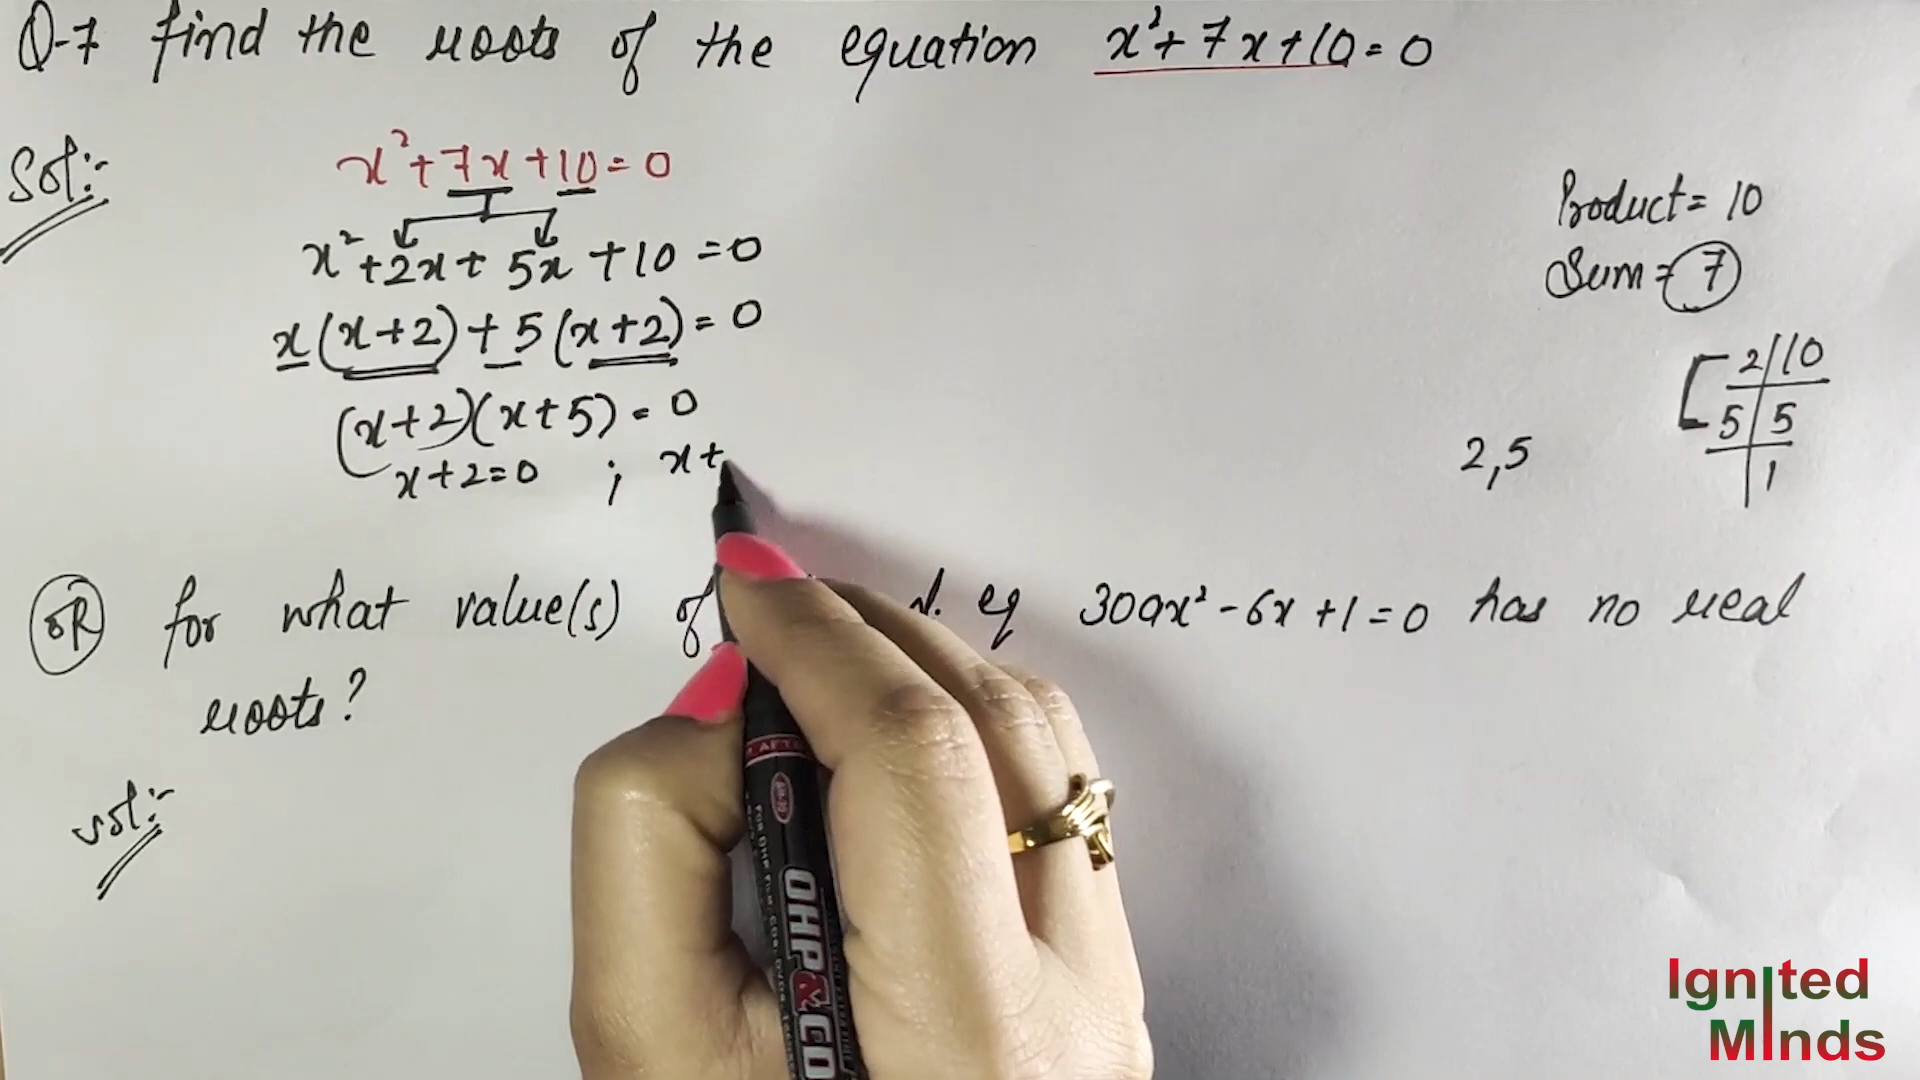 Q-7 find the roots of the equation x²+7x+10=0
Sol:-
x²+7x+10=0
x²+2x+5x+10=0
x(x+2)+5(x+2)=0
(x+2)(x+5)=0
x+2=0 ; x+
Product=10
Sum=7
2|10
5|5
1
2,5
OR for what value(s) of eq 30ax²-6x+1=0 has no real
roots?
sol:-
OHP&CD
Ignited
Minds